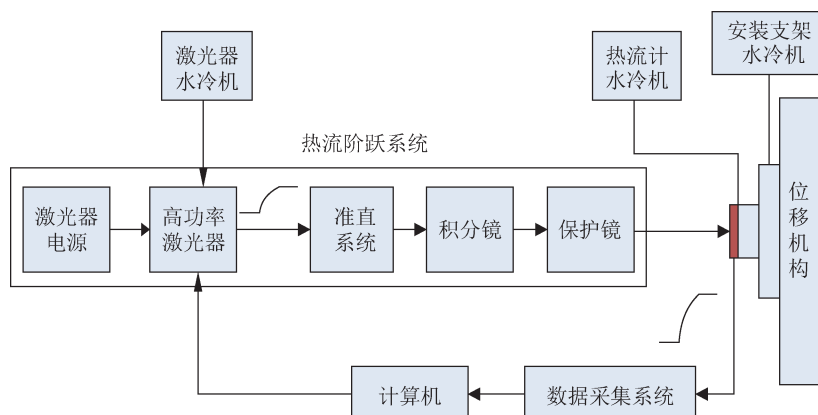 激光器
水冷机
热流计
水冷机
安装支架
水冷机
热流阶跃系统
激光器
电源
高功率
激光器
准直
系统
积分镜
保护镜
位
移
机
构
计算机
数据采集系统